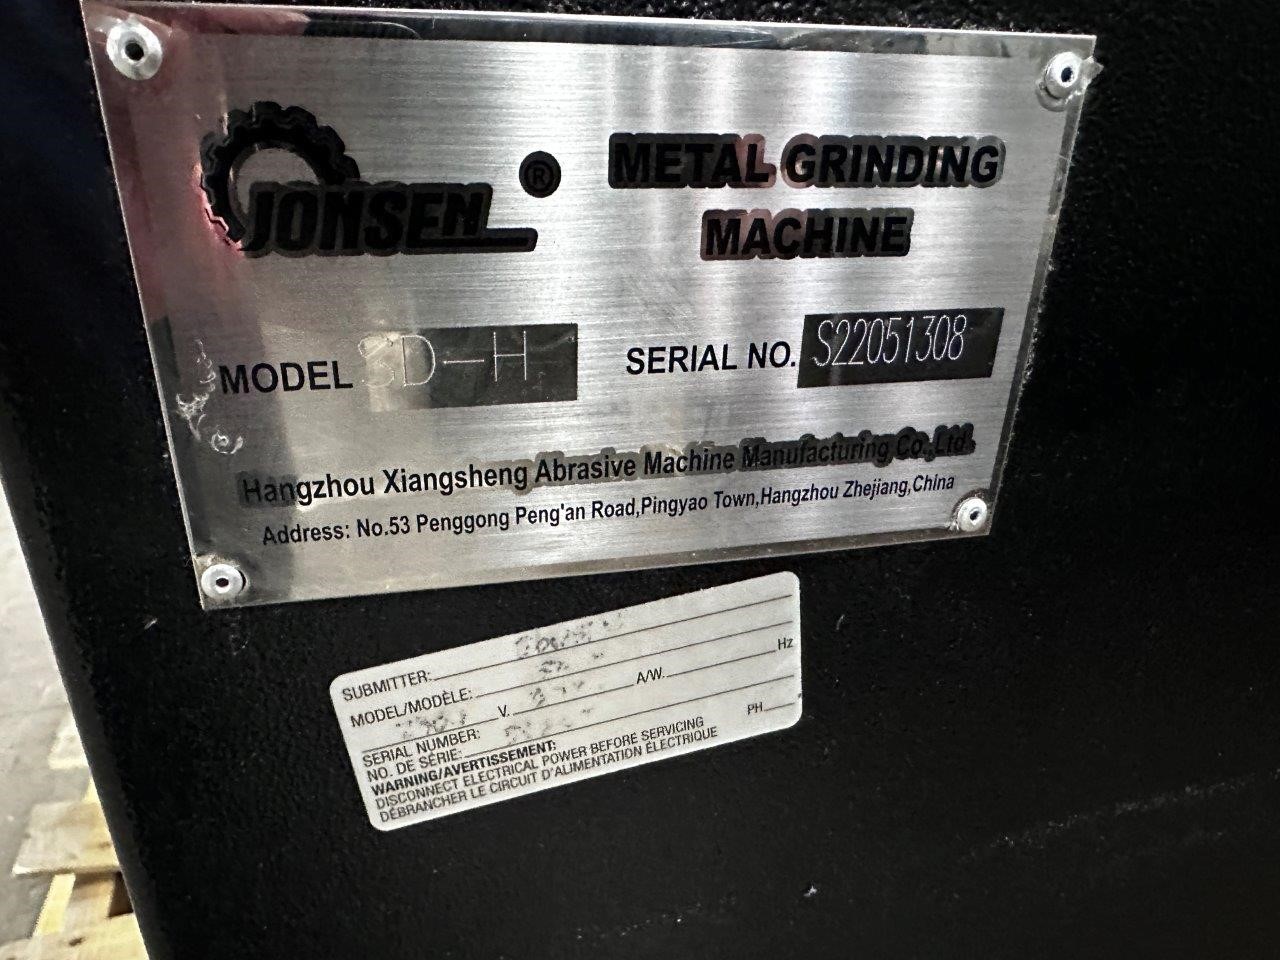 JONSEN ®
METAL GRINDING
MACHINE
MODEL SD-H
SERIAL NO. S22051308
Hangzhou Xiangsheng Abrasive Machine Manufacturing Co.,Ltd.
Address: No.53 Penggong Peng'an Road,Pingyao Town,Hangzhou Zhejiang,China
SUBMITTER:
MODEL/MODÈLE:
V. A/W. Hz
SERIAL NUMBER:
NO. DE SÉRIE: PH
WARNING/AVERTISSEMENT:
DISCONNECT ELECTRICAL POWER BEFORE SERVICING
DÉBRANCHER LE CIRCUIT D'ALIMENTATION ÉLECTRIQUE